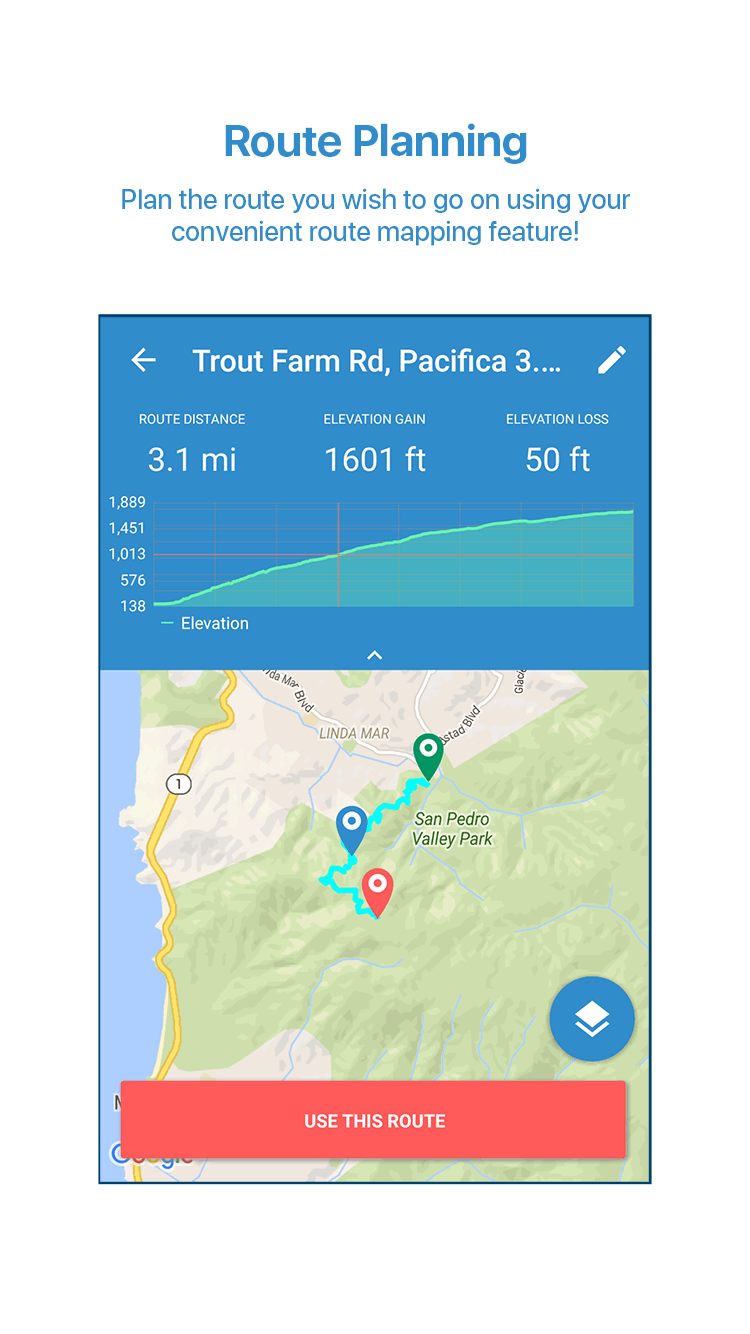 Route Planning
Plan the route you wish to go on using your
convenient route mapping feature!
Trout Farm Rd, Pacifica 3....
ROUTE DISTANCE
ELEVATION GAIN
ELEVATION LOSS
3.1 mi
1601 ft
50 ft
1,889
1,451
1,013
576
138
Elevation
Mar Blvd
Blvd
LINDA MAR
1
San Pedro
Valley Park
USE THIS ROUTE
Google